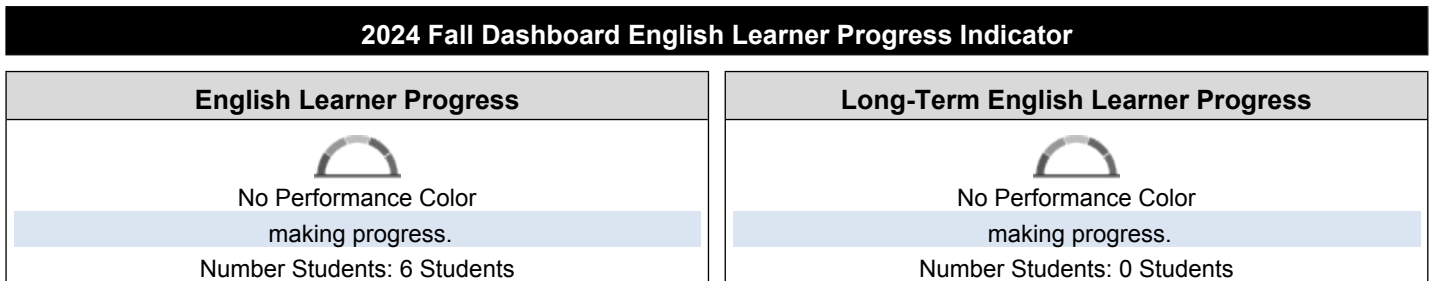 2024 Fall Dashboard English Learner Progress Indicator
English Learner Progress
No Performance Color
making progress.
Number Students: 6 Students
Long-Term English Learner Progress
No Performance Color
making progress.
Number Students: 0 Students